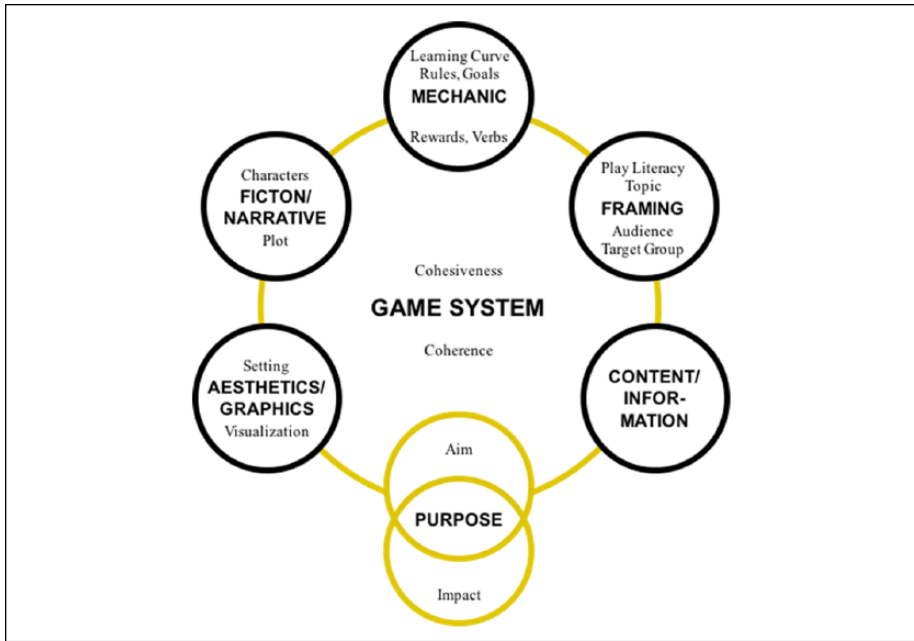 Learning Curve
Rules, Goals
MECHANIC
Rewards, Verbs
Characters
FICTON/
NARRATIVE
Plot
Play Literacy
Topic
FRAMING
Audience
Target Group
Cohesiveness
GAME SYSTEM
Coherence
Setting
AESTHETICS/
GRAPHICS
Visualization
CONTENT/
INFOR-
MATION
Aim
PURPOSE
Impact